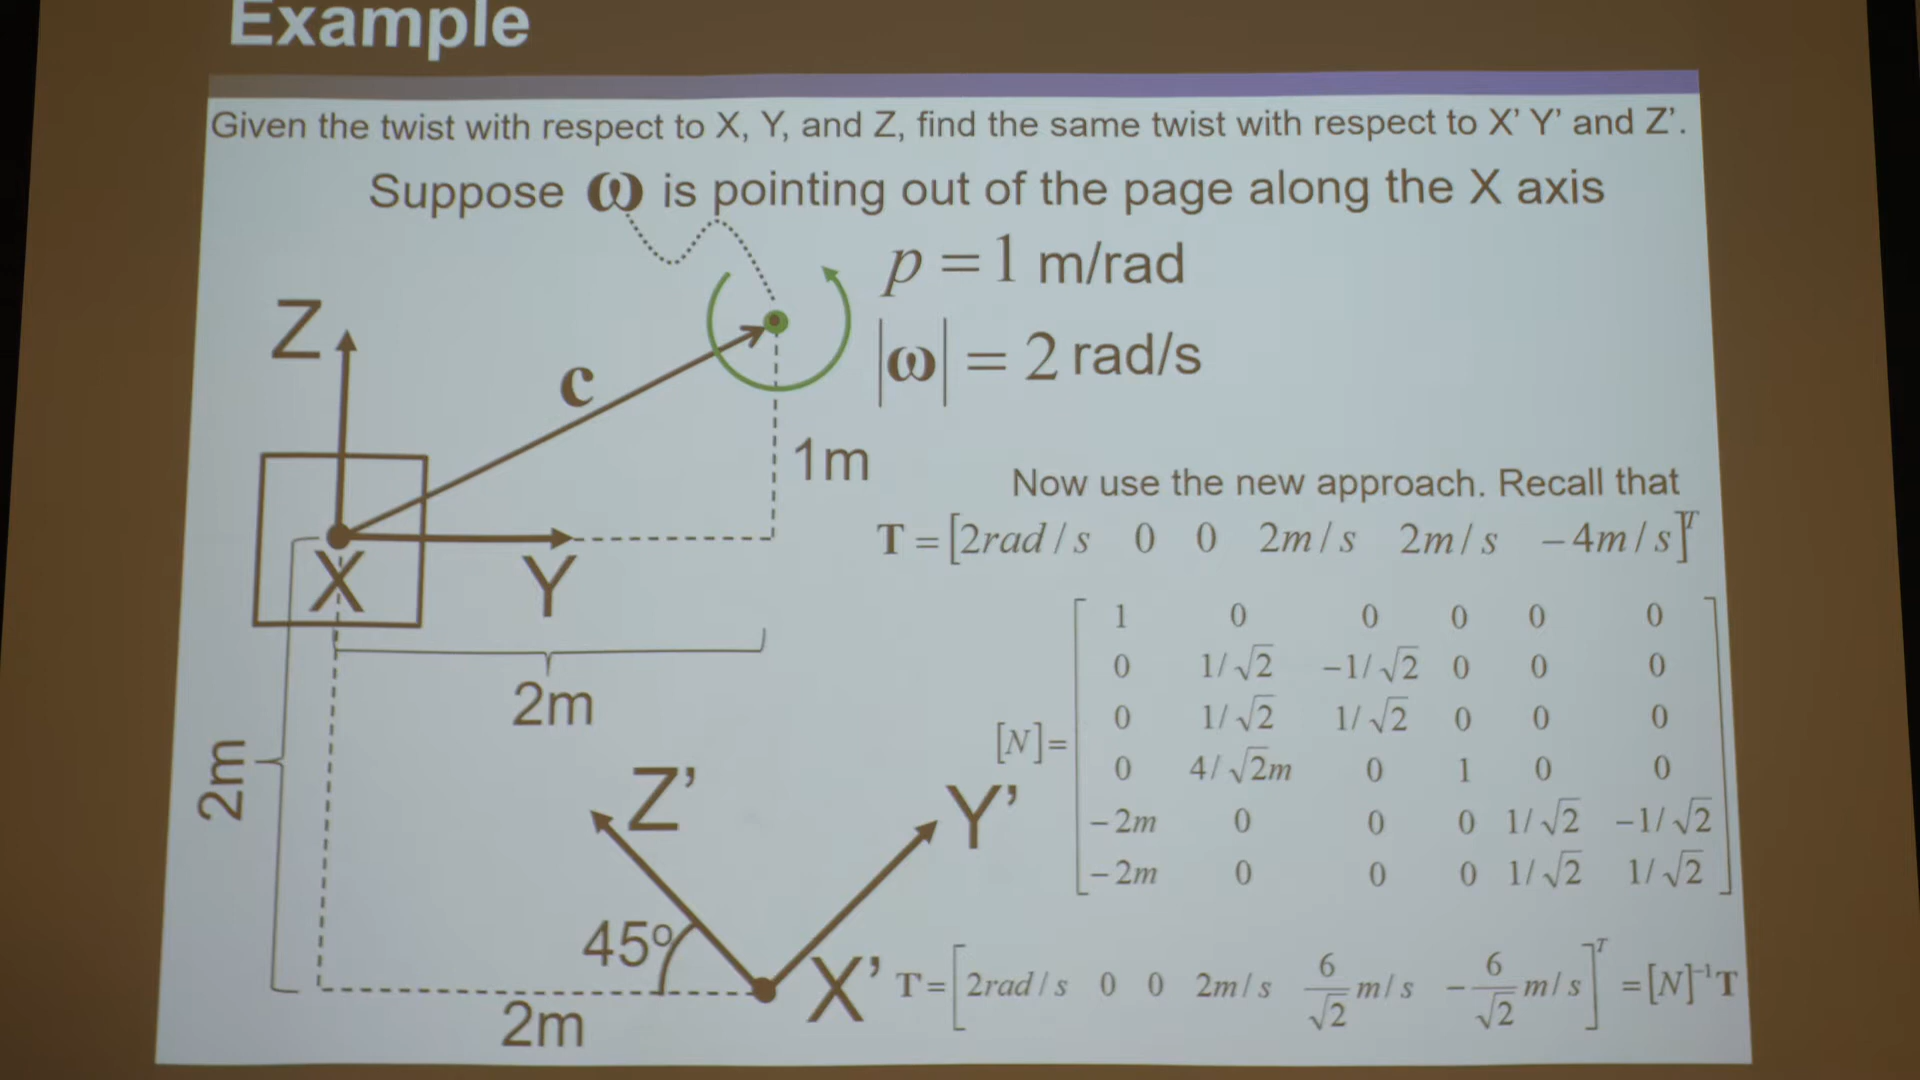 Example
Given the twist with respect to X, Y, and Z, find the same twist with respect to X' Y' and Z'.
Suppose ω is pointing out of the page along the X axis
p = 1 m/rad
|ω| = 2 rad/s
Z
c
1m
X
Y
2m
2m
Now use the new approach. Recall that
T = [2rad / s 0 0 2m / s 2m / s −4m / s]ᵀ
[N]=
1 0 0 0 0 0
0 1/√2 −1/√2 0 0 0
0 1/√2 1/√2 0 0 0
0 4/√2m 0 1 0 0
−2m 0 0 0 1/√2 −1/√2
−2m 0 0 0 1/√2 1/√2
Z'
Y'
45º
X'
2m
T = [2rad / s 0 0 2m / s 6/√2 m / s −6/√2 m / s]ᵀ = [N]⁻¹T